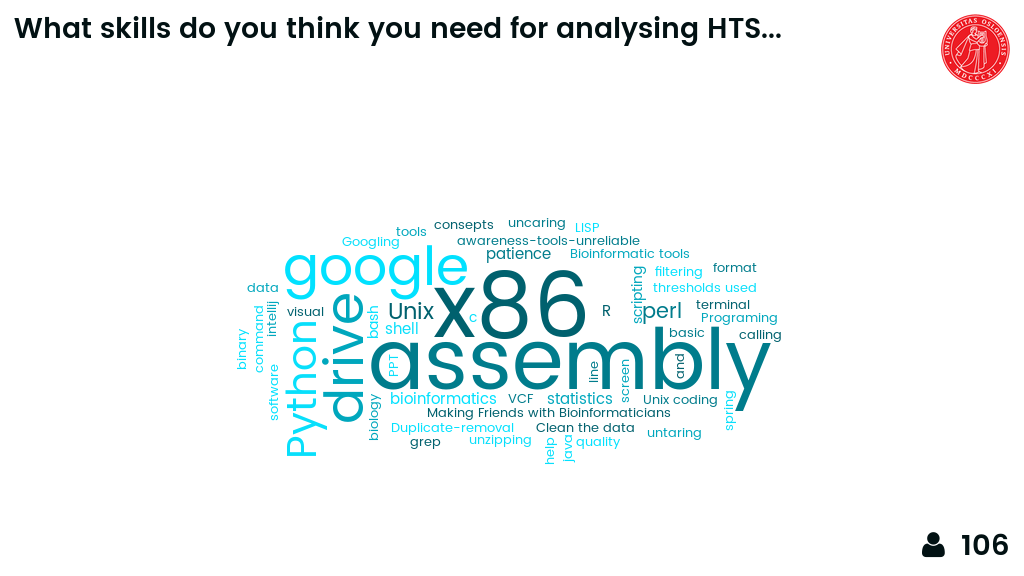 What skills do you think you need for analysing HTS...
UNIVERSITAS OSLOENSIS
MDCCCXI
tools
consepts
uncaring
LISP
Googling
awareness-tools-unreliable
google
patience
Bioinformatic tools
x86
scripting
filtering
format
data
thresholds used
intellij
visual
drive
bash
Unix
c
R
perl
terminal
command
shell
Programing
binary
Python
assembly
basic
calling
PPT
line
and
software
screen
biology
bioinformatics
VCF
statistics
Unix coding
spring
Making Friends with Bioinformaticians
Duplicate-removal
Clean the data
untaring
grep
unzipping
help
java
quality
106